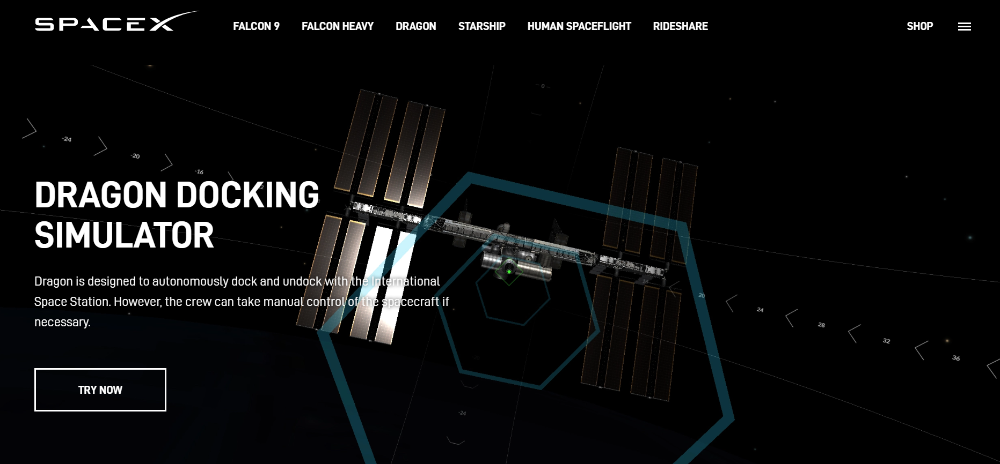 SPACEX
FALCON 9
FALCON HEAVY
DRAGON
STARSHIP
HUMAN SPACEFLIGHT
RIDESHARE
SHOP
0
-24
-20
-16
DRAGON DOCKING
SIMULATOR
Dragon is designed to autonomously dock and undock with the International
Space Station. However, the crew can take manual control of the spacecraft if
necessary.
16
20
24
28
32
36
-20
-24
TRY NOW